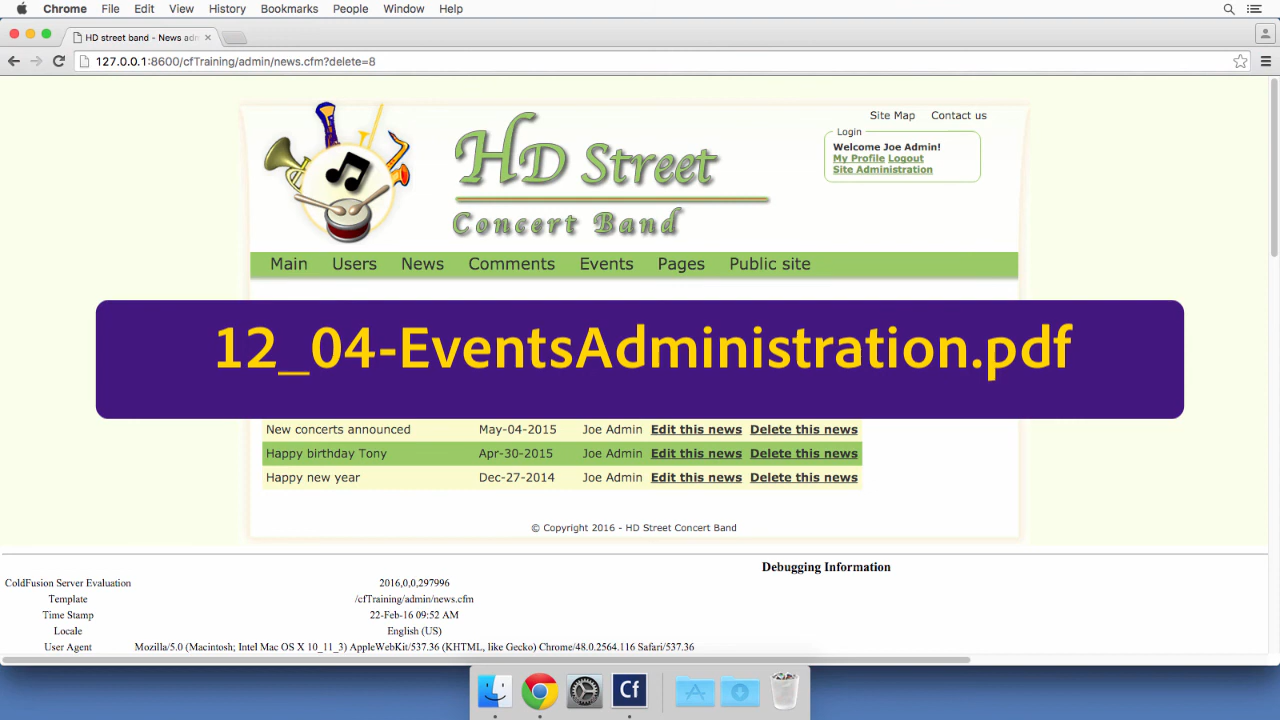 Chrome File Edit View History Bookmarks People Window Help
HD street band - News adm
127.0.0.1:8600/cfTraining/admin/news.cfm?delete=8
HD Street
Concert Band
Site Map Contact us
Login
Welcome Joe Admin!
My Profile Logout
Site Administration
Main Users News Comments Events Pages Public site
12_04-EventsAdministration.pdf
New concerts announced May-04-2015 Joe Admin Edit this news Delete this news
Happy birthday Tony Apr-30-2015 Joe Admin Edit this news Delete this news
Happy new year Dec-27-2014 Joe Admin Edit this news Delete this news
© Copyright 2016 - HD Street Concert Band
Debugging Information
ColdFusion Server Evaluation 2016,0,0,297996
Template /cfTraining/admin/news.cfm
Time Stamp 22-Feb-16 09:52 AM
Locale English (US)
User Agent Mozilla/5.0 (Macintosh; Intel Mac OS X 10_11_3) AppleWebKit/537.36 (KHTML, like Gecko) Chrome/48.0.2564.116 Safari/537.36
Cf